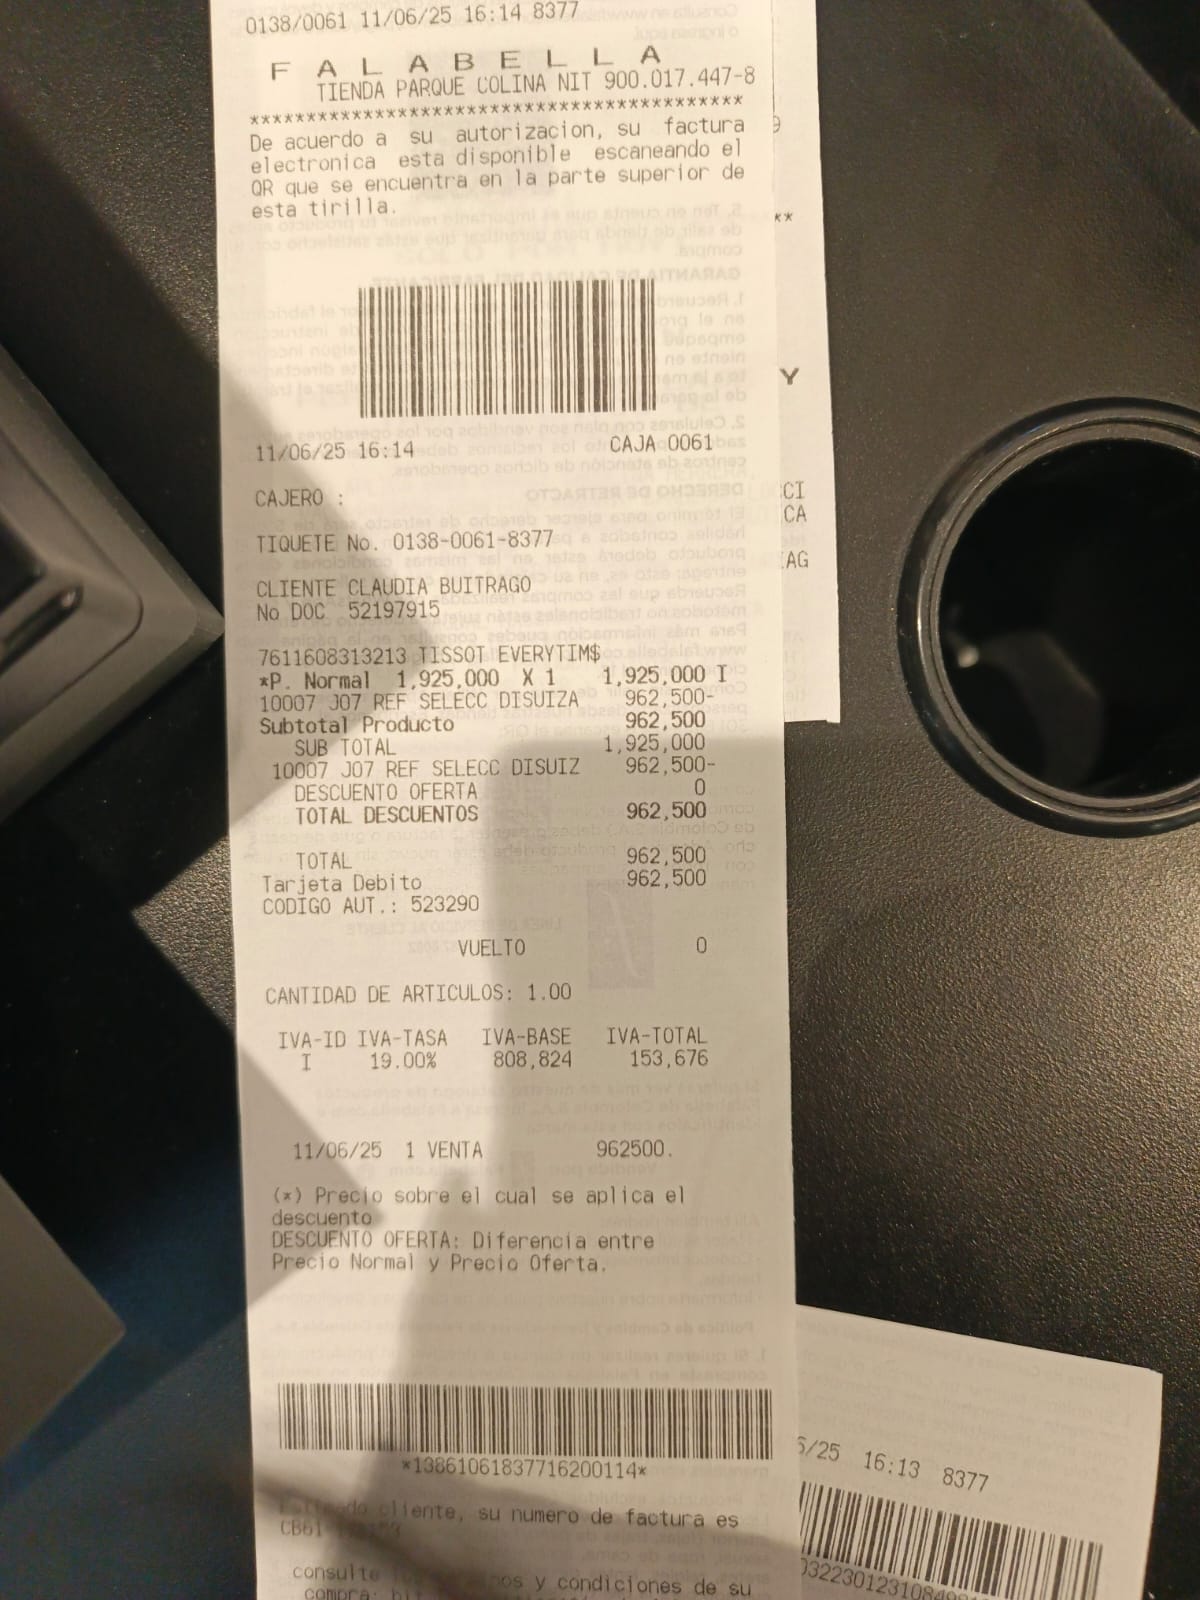 0138/0061 11/06/25 16:14 8377
F A L A B E L L A
TIENDA PARQUE COLINA NIT 900.017.447-8
******************************************
De acuerdo a su autorizacion, su factura
electronica esta disponible escaneando el
QR que se encuentra en la parte superior de
esta tirilla.
11/06/25 16:14 CAJA 0061
CAJERO :
TIQUETE No. 0138-0061-8377
CLIENTE CLAUDIA BUITRAGO
No DOC 52197915
7611608313213 TISSOT EVERYTIM$
*P. Normal 1,925,000 X 1 1,925,000 I
10007 J07 REF SELECC DISUIZA 962,500-
Subtotal Producto 962,500
SUB TOTAL 1,925,000
10007 J07 REF SELECC DISUIZ 962,500-
DESCUENTO OFERTA 0
TOTAL DESCUENTOS 962,500
TOTAL 962,500
Tarjeta Debito 962,500
CODIGO AUT.: 523290
VUELTO 0
CANTIDAD DE ARTICULOS: 1.00
IVA-ID IVA-TASA IVA-BASE IVA-TOTAL
I 19.00% 808,824 153,676
11/06/25 1 VENTA 962500.
(*) Precio sobre el cual se aplica el
descuento
DESCUENTO OFERTA: Diferencia entre
Precio Normal y Precio Oferta.
*13861061837716200114*
cliente, su numero de factura es
consulte y condiciones de su
compra:
**
Y
CI
CA
AG
5/25 16:13 8377